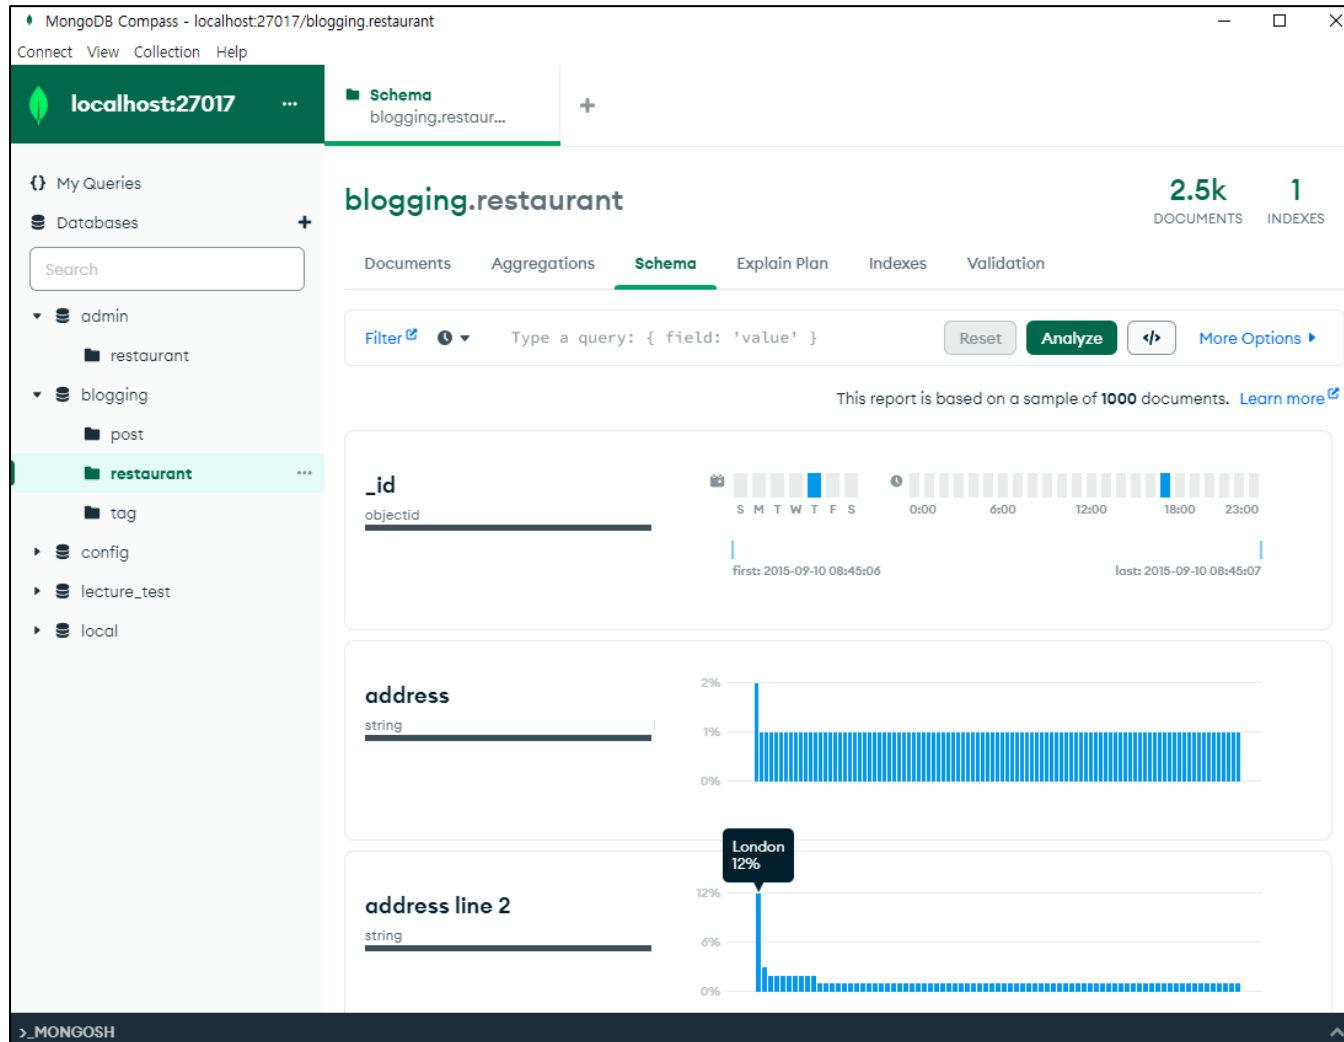 MongoDB Compass - localhost:27017/blogging.restaurant
Connect View Collection Help
localhost:27017 ...
Schema
blogging.restaur...
+
{} My Queries
Databases +
Search
admin
restaurant
blogging
post
restaurant ...
tag
config
lecture_test
local
blogging.restaurant
2.5k
DOCUMENTS
1
INDEXES
Documents Aggregations Schema Explain Plan Indexes Validation
Filter Type a query: { field: 'value' } Reset Analyze </> More Options
This report is based on a sample of 1000 documents. Learn more
_id
objectid
S M T W T F S
0:00 6:00 12:00 18:00 23:00
first: 2015-09-10 08:45:06 last: 2015-09-10 08:45:07
address
string
2%
1%
0%
London
12%
address line 2
string
12%
6%
0%
>_MONGOSH